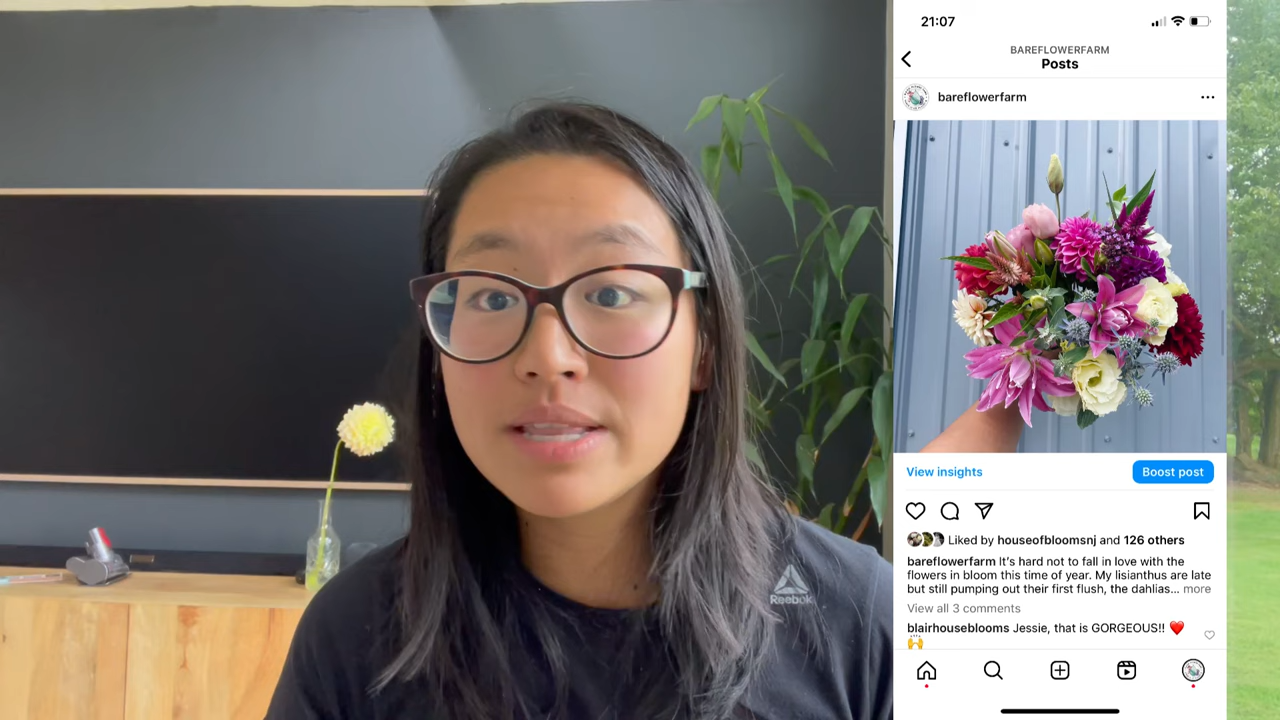 21:07
BAREFLOWERFARM
Posts
bareflowerfarm
View insights
Boost post
Liked by houseofbloomsnj and 126 others
bareflowerfarm It's hard not to fall in love with the
flowers in bloom this time of year. My lisianthus are late
but still pumping out their first flush, the dahlias... more
View all 3 comments
blairhouseblooms Jessie, that is GORGEOUS!! ❤️
🙌
Reebok